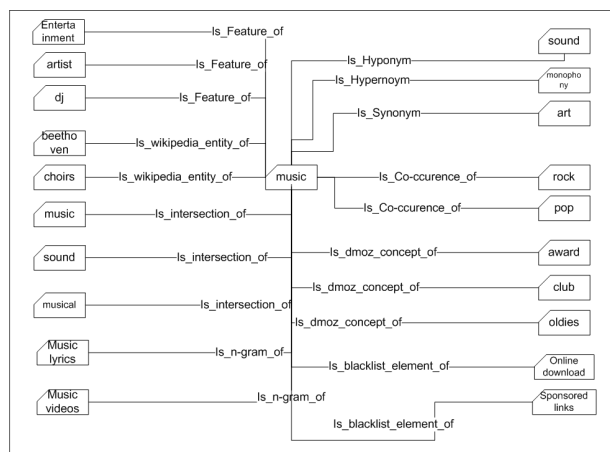 Enterta
inment
Is_Feature_of
artist
Is_Feature_of
dj
Is_Feature_of
beetho
ven
Is_wikipedia_entity_of
choirs
Is_wikipedia_entity_of
music
Is_intersection_of
sound
Is_intersection_of
musical
Is_intersection_of
Music
lyrics
Is_n-gram_of
Music
videos
Is_n-gram_of
music
Is_Hyponym
sound
Is_Hypernoym
monopho
ny
Is_Synonym
art
Is_Co-ccurence_of
rock
Is_Co-ccurence_of
pop
Is_dmoz_concept_of
award
Is_dmoz_concept_of
club
Is_dmoz_concept_of
oldies
Is_blacklist_element_of
Online
download
Is_blacklist_element_of
Sponsored
links